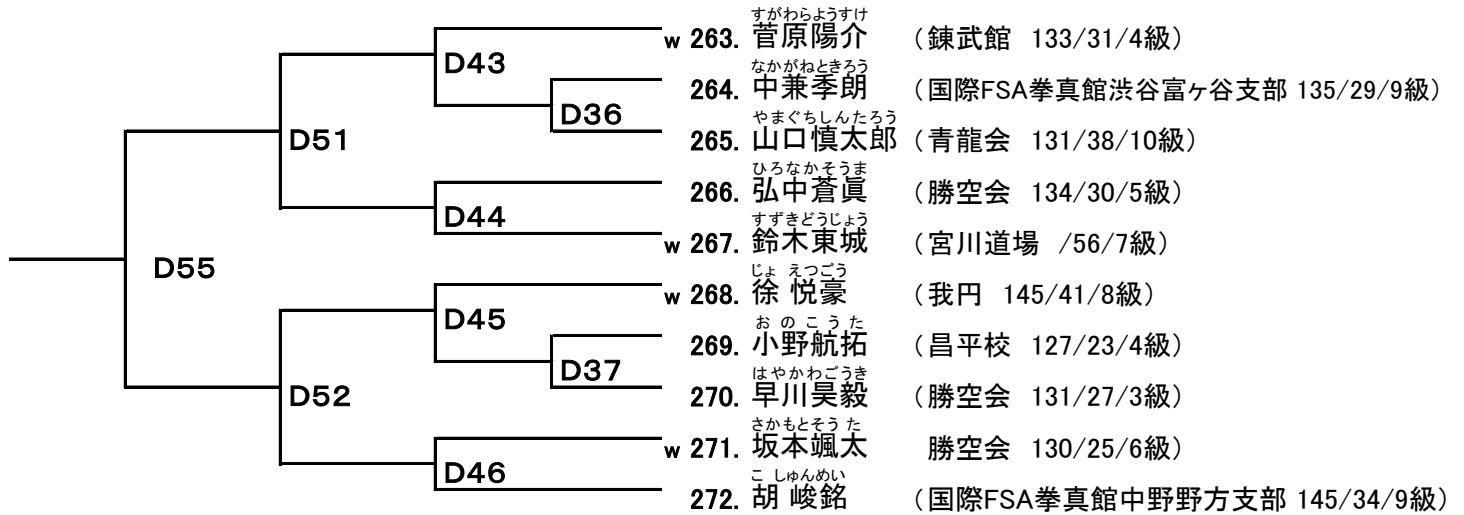 すがわらようすけ
w 263. 菅原陽介 （錬武館 133/31/4級）
D43
なかがねときろう
264. 中兼季朗 （国際FSA拳真館渋谷富ヶ谷支部 135/29/9級）
D36
やまぐちしんたろう
D51
265. 山口慎太郎 （青龍会 131/38/10級）
ひろなかそうま
266. 弘中蒼眞 （勝空会 134/30/5級）
D44
すずきどうじょう
w 267. 鈴木東城 （宮川道場 /56/7級）
D55
じょ えつごう
w 268. 徐 悦豪 （我円 145/41/8級）
D45
おのこうた
269. 小野航拓 （昌平校 127/23/4級）
D37
はやかわごうき
D52
270. 早川昊毅 （勝空会 131/27/3級）
さかもとそうた
w 271. 坂本颯太 勝空会 130/25/6級）
D46
こ しゅんめい
272. 胡 峻銘 （国際FSA拳真館中野野方支部 145/34/9級）